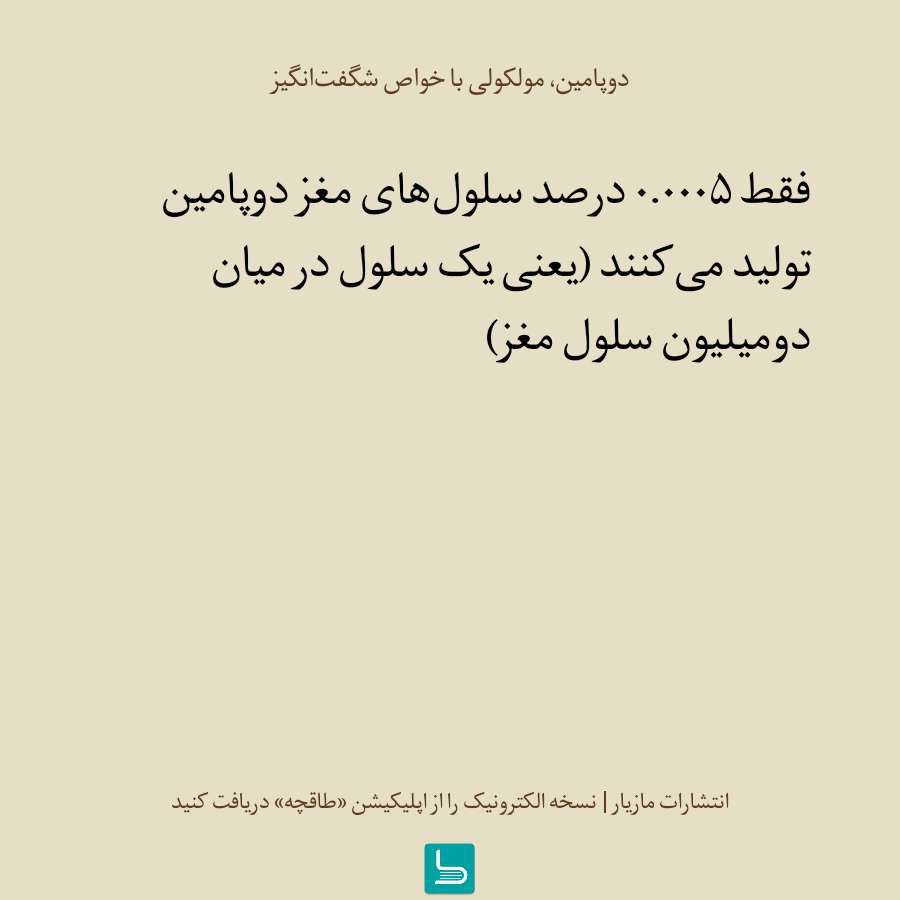 دوپامین، مولکولی با خواص شگفت‌انگیز
فقط ۰.۰۰۰۵ درصد سلول‌های مغز دوپامین
تولید می‌کنند (یعنی یک سلول در میان
دومیلیون سلول مغز)
انتشارات مازیار | نسخه الکترونیک را از اپلیکیشن «طاقچه» دریافت کنید